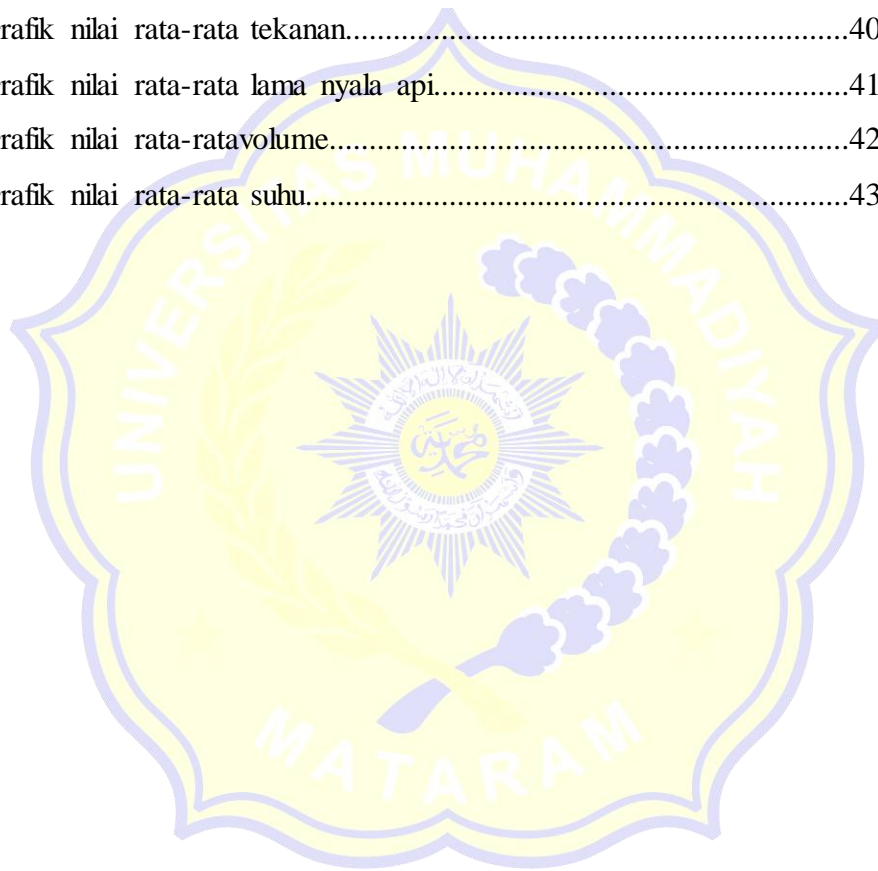 rafik nilai rata-rata tekanan..................................................................40
rafik nilai rata-rata lama nyala api......................................................41
rafik nilai rata-ratavolume....................................................................42
rafik nilai rata-rata suhu.......................................................................43
UNIVERSITAS MUHAMMADIYAH
MATARAM